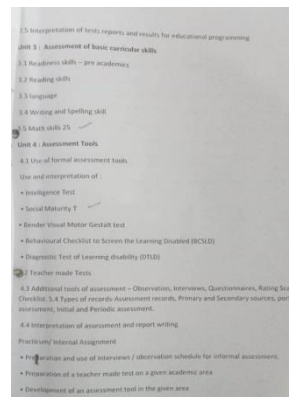 2.5 Interpretation of tests reports and results for educational programming
Unit 3 : Assessment of basic curricular skills
3.1 Readiness skills – pre academics
3.2 Reading skills
3.3 language
3.4 Writing and Spelling skill
3.5 Math skills 25
Unit 4 : Assessment Tools
4.1 Use of formal assessment tools
Use and interpretation of :
• Intelligence Test
• Social Maturity T
• Bender Visual Motor Gestalt test
• Behavioural Checklist to Screen the Learning Disabled (BCSLD)
• Diagnostic Test of Learning disability (DTLD)
4.2 Teacher made Tests
4.3 Additional tools of assessment – Observation, Interviews, Questionnaires, Rating Sca
Checklist. 5.4 Types of records: Assessment records, Primary and Secondary sources, por
assessment, Initial and Periodic assessment.
4.4 Interpretation of assessment and report writing
Practicum/ Internal Assignment
• Preparation and use of interviews / observation schedule for informal assessment.
• Preparation of a teacher made test on a given academic area
• Development of an assessment tool in the given area